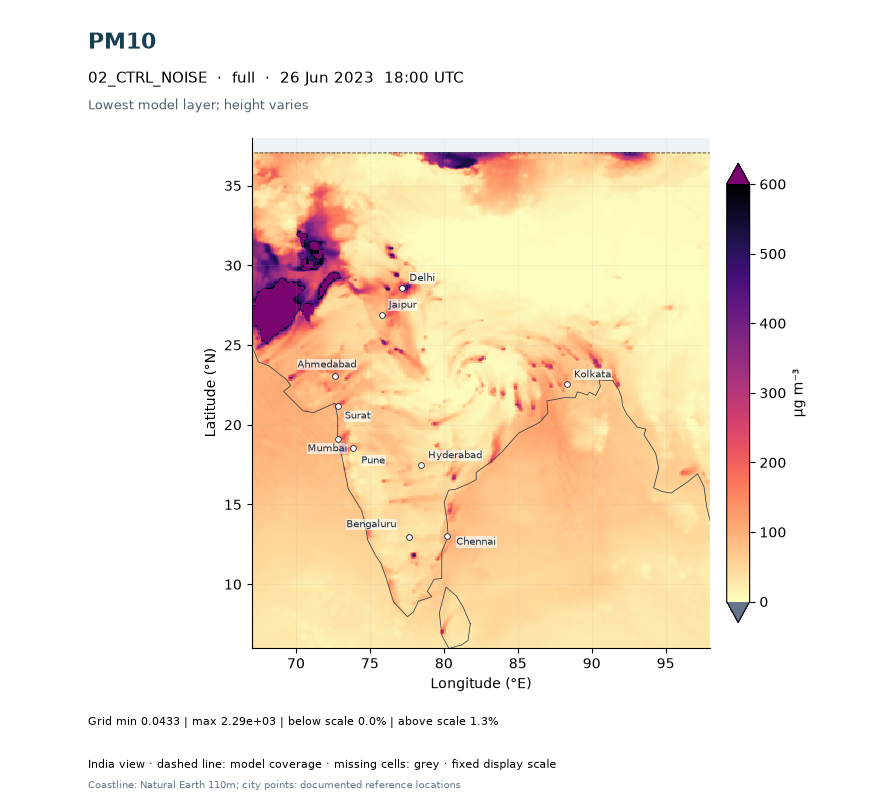 PM10
02_CTRL_NOISE · full · 26 Jun 2023 18:00 UTC
Lowest model layer; height varies
600
500
400
300
200
100
0
µg m⁻³
35
30
25
20
15
10
Latitude (°N)
Delhi
Jaipur
Ahmedabad
Kolkata
Surat
Mumbai
Pune
Hyderabad
Bengaluru
Chennai
70 75 80 85 90 95
Longitude (°E)
Grid min 0.0433 | max 2.29e+03 | below scale 0.0% | above scale 1.3%
India view · dashed line: model coverage · missing cells: grey · fixed display scale
Coastline: Natural Earth 110m; city points: documented reference locations